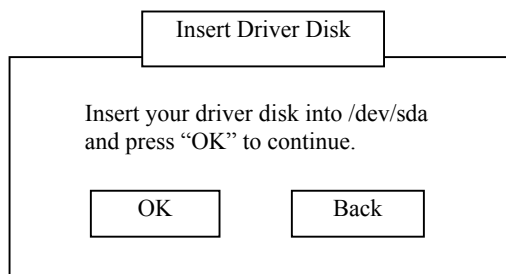 Insert Driver Disk
Insert your driver disk into /dev/sda
and press “OK” to continue.
OK
Back